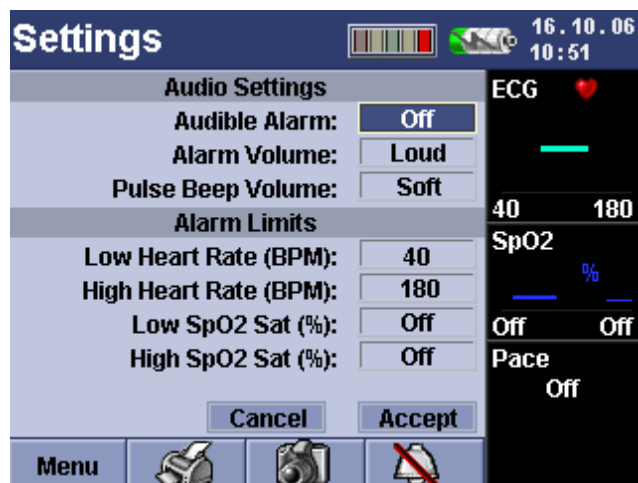 Settings
16.10.06
10:51
Audio Settings
Audible Alarm: Off
Alarm Volume: Loud
Pulse Beep Volume: Soft
Alarm Limits
Low Heart Rate (BPM): 40
High Heart Rate (BPM): 180
Low SpO2 Sat (%): Off
High SpO2 Sat (%): Off
Cancel Accept
Menu
ECG
40 180
SpO2
%
Off Off
Pace
Off